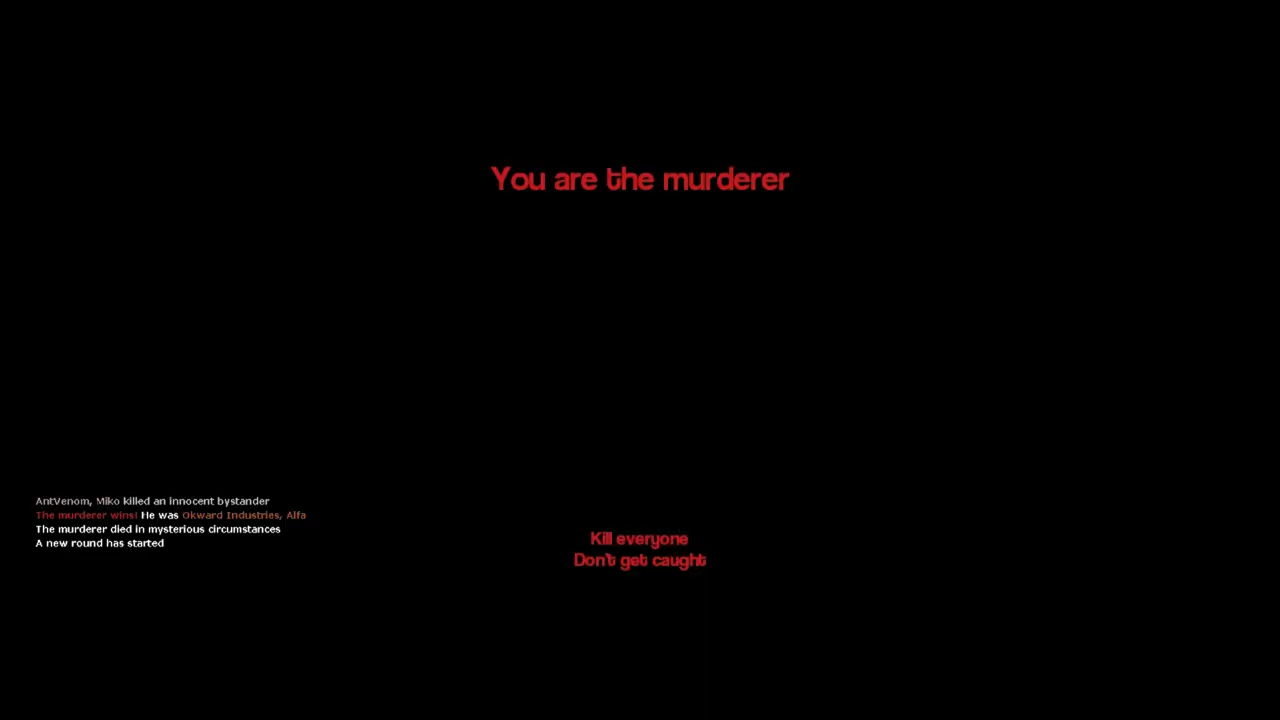 You are the murderer
AntVenom, Miko killed an innocent bystander
The murderer wins! He was Okward Industries, Alfa
The murderer died in mysterious circumstances
A new round has started
Kill everyone
Don't get caught